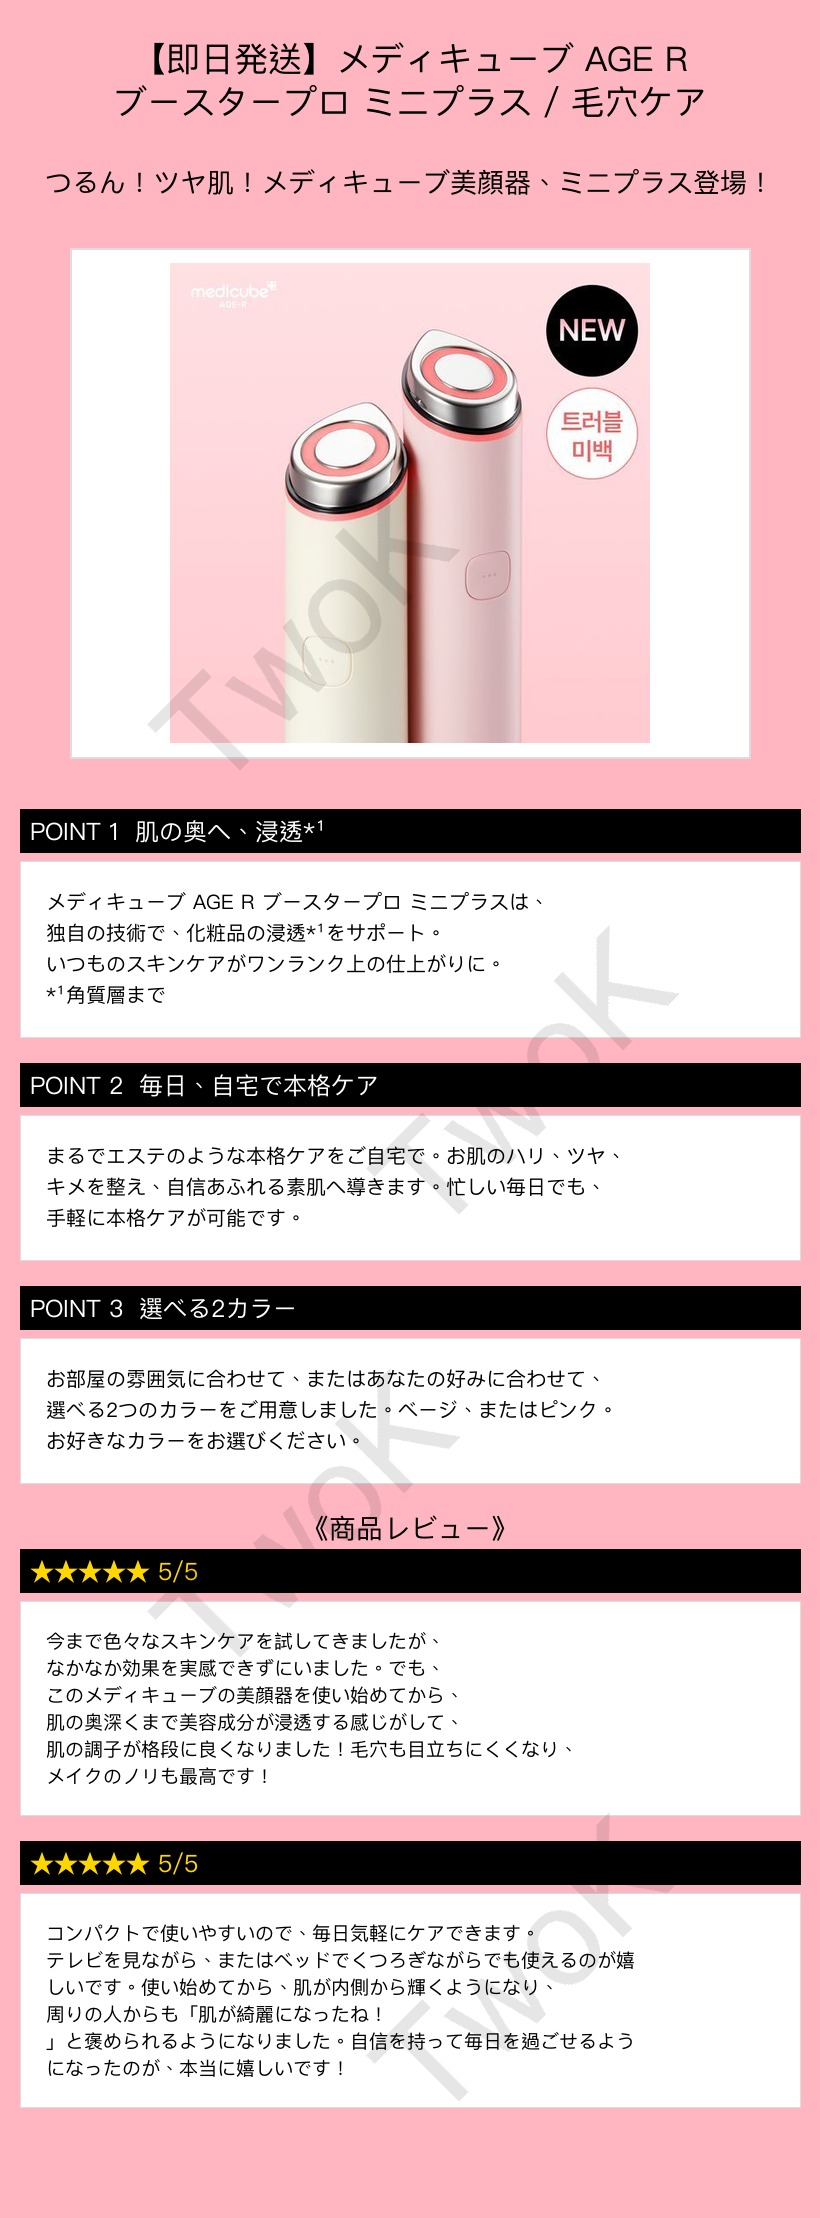 【即日発送】メディキューブ AGE R
ブースタープロ ミニプラス / 毛穴ケア
つるん！ツヤ肌！メディキューブ美顔器、ミニプラス登場！
medicube
AGE-R
NEW
트러블
미백
TwoK
POINT 1 肌の奥へ、浸透*¹
メディキューブ AGE R ブースタープロ ミニプラスは、
独自の技術で、化粧品の浸透*¹をサポート。
いつものスキンケアがワンランク上の仕上がりに。
*¹角質層まで
TwoK
POINT 2 毎日、自宅で本格ケア
まるでエステのような本格ケアをご自宅で。お肌のハリ、ツヤ、
キメを整え、自信あふれる素肌へ導きます。忙しい毎日でも、
手軽に本格ケアが可能です。
POINT 3 選べる2カラー
お部屋の雰囲気に合わせて、またはあなたの好みに合わせて、
選べる2つのカラーをご用意しました。ベージ、またはピンク。
お好きなカラーをお選びください。
TwoK
《商品レビュー》
★★★★★ 5/5
今まで色々なスキンケアを試してきましたが、
なかなか効果を実感できずにいました。でも、
このメディキューブの美顔器を使い始めてから、
肌の奥深くまで美容成分が浸透する感じがして、
肌の調子が格段に良くなりました！毛穴も目立ちにくくなり、
メイクのノリも最高です！
★★★★★ 5/5
コンパクトで使いやすいので、毎日気軽にケアできます。
テレビを見ながら、またはベッドでくつろぎながらでも使えるのが嬉
しいです。使い始めてから、肌が内側から輝くようになり、
周りの人からも「肌が綺麗になったね！
」と褒められるようになりました。自信を持って毎日を過ごせるよう
になったのが、本当に嬉しいです！
TwoK